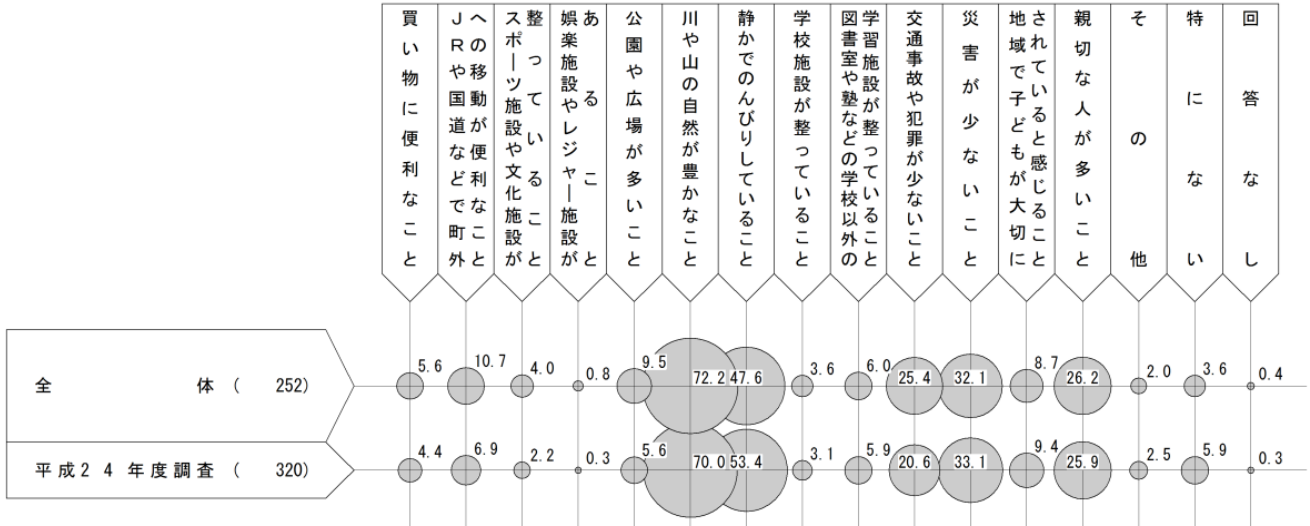 買い物に便利なこと
ＪＲや国道などで町外
への移動が便利なこと
スポーツ施設や文化施設が
整っていること
娯楽施設やレジャー施設が
あること
公園や広場が多いこと
川や山の自然が豊かなこと
静かでのんびりしていること
学校施設が整っていること
図書室や塾などの学校以外の
学習施設が整っていること
交通事故や犯罪が少ないこと
災害が少ないこと
地域で子どもが大切に
されていると感じること
親切な人が多いこと
その他
特にない
回答なし
全体 ( 252) 5.6 10.7 4.0 0.8 9.5 72.2 47.6 3.6 6.0 25.4 32.1 8.7 26.2 2.0 3.6 0.4
平成24年度調査 ( 320) 4.4 6.9 2.2 0.3 5.6 70.0 53.4 3.1 5.9 20.6 33.1 9.4 25.9 2.5 5.9 0.3